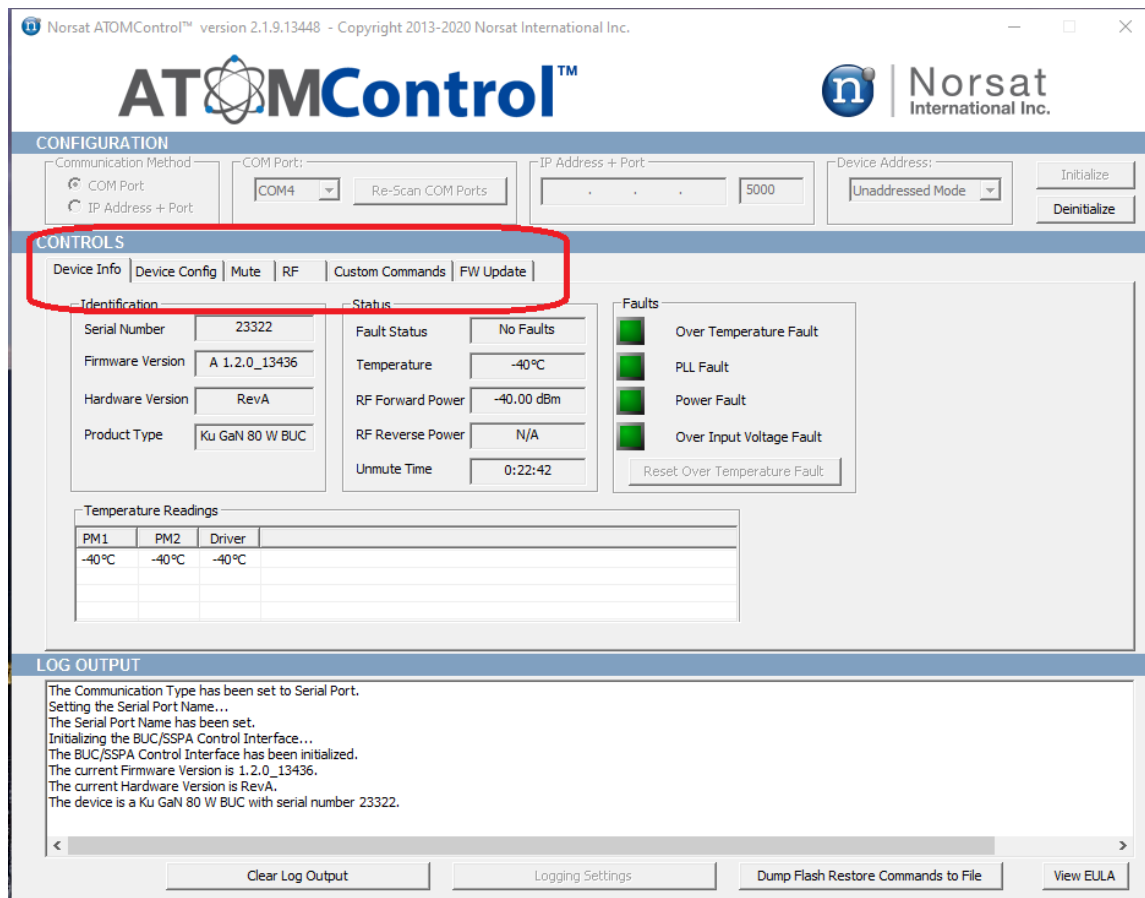 Norsat ATOMControl™ version 2.1.9.13448 - Copyright 2013-2020 Norsat International Inc.
ATOMControl™
n Norsat
International Inc.
CONFIGURATION
Communication Method
COM Port
IP Address + Port
COM Port:
COM4
Re-Scan COM Ports
IP Address + Port
. . .
5000
Device Address:
Unaddressed Mode
Initialize
Deinitialize
CONTROLS
Device Info Device Config Mute RF Custom Commands FW Update
Identification
Serial Number 23322
Firmware Version A 1.2.0_13436
Hardware Version RevA
Product Type Ku GaN 80 W BUC
Status
Fault Status No Faults
Temperature -40°C
RF Forward Power -40.00 dBm
RF Reverse Power N/A
Unmute Time 0:22:42
Faults
Over Temperature Fault
PLL Fault
Power Fault
Over Input Voltage Fault
Reset Over Temperature Fault
Temperature Readings
PM1 PM2 Driver
-40°C -40°C -40°C
LOG OUTPUT
The Communication Type has been set to Serial Port.
Setting the Serial Port Name...
The Serial Port Name has been set.
Initializing the BUC/SSPA Control Interface...
The BUC/SSPA Control Interface has been initialized.
The current Firmware Version is 1.2.0_13436.
The current Hardware Version is RevA.
The device is a Ku GaN 80 W BUC with serial number 23322.
Clear Log Output Logging Settings Dump Flash Restore Commands to File View EULA